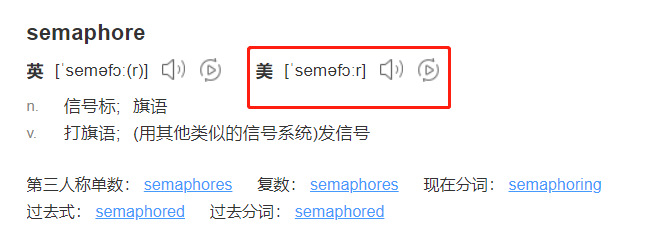 semaphore
英 [ˈseməfɔː(r)] 美 [ˈseməfɔːr]
n. 信号标；旗语
v. 打旗语；(用其他类似的信号系统)发信号
第三人称单数： semaphores 复数： semaphores 现在分词： semaphoring
过去式： semaphored 过去分词： semaphored